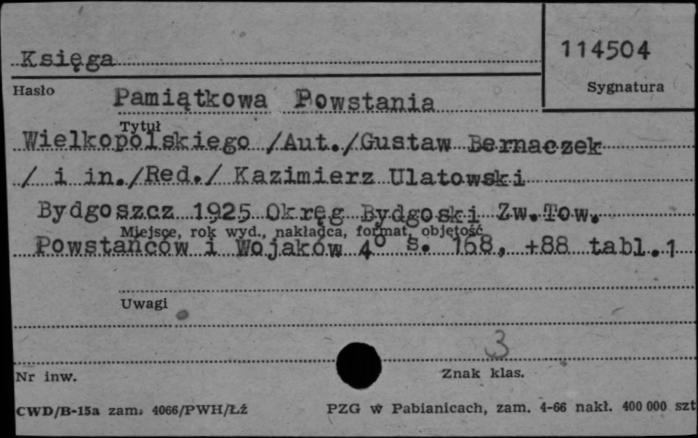 Księga
114504
Hasło
Sygnatura
Pamiątkowa Powstania
Tytuł
Wielkopolskiego /Aut./Gustaw Bernaczek
/ i in./Red./ Kazimierz Ulatowski
Bydgoszcz 1925 Okręg Bydgoski Zw.Tow.
Miejsce, rok wyd., nakładca, format, objętość
Powstańców i Wojaków 4° s. 168, +88 tabl.1
Uwagi
3
Nr inw.
Znak klas.
CWD/B-15a zam. 4066/PWH/Łź
PZG w Pabianicach, zam. 4-66 nakł. 400 000 szt